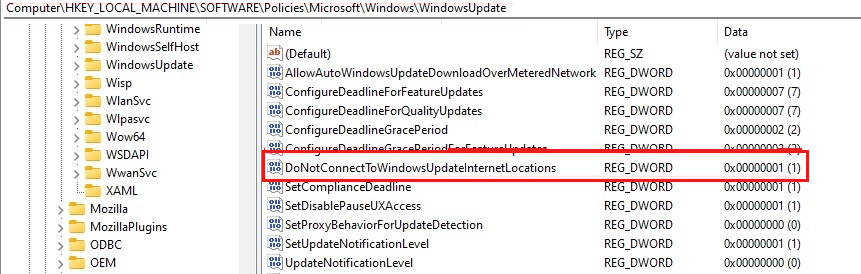 Computer\HKEY_LOCAL_MACHINE\SOFTWARE\Policies\Microsoft\Windows\WindowsUpdate
WindowsRuntime
WindowsSelfHost
WindowsUpdate
Wisp
WlanSvc
Wlpasvc
Wow64
WSDAPI
WwanSvc
XAML
Mozilla
MozillaPlugins
ODBC
OEM
Name Type Data
(Default) REG_SZ (value not set)
AllowAutoWindowsUpdateDownloadOverMeteredNetwork REG_DWORD 0x00000001 (1)
ConfigureDeadlineForFeatureUpdates REG_DWORD 0x00000007 (7)
ConfigureDeadlineForQualityUpdates REG_DWORD 0x00000007 (7)
ConfigureDeadlineGracePeriod REG_DWORD 0x00000002 (2)
ConfigureDeadlineGracePeriodForFeatureUpdates REG_DWORD 0x00000002 (2)
DoNotConnectToWindowsUpdateInternetLocations REG_DWORD 0x00000001 (1)
SetComplianceDeadline REG_DWORD 0x00000001 (1)
SetDisablePauseUXAccess REG_DWORD 0x00000001 (1)
SetProxyBehaviorForUpdateDetection REG_DWORD 0x00000000 (0)
SetUpdateNotificationLevel REG_DWORD 0x00000001 (1)
UpdateNotificationLevel REG_DWORD 0x00000000 (0)